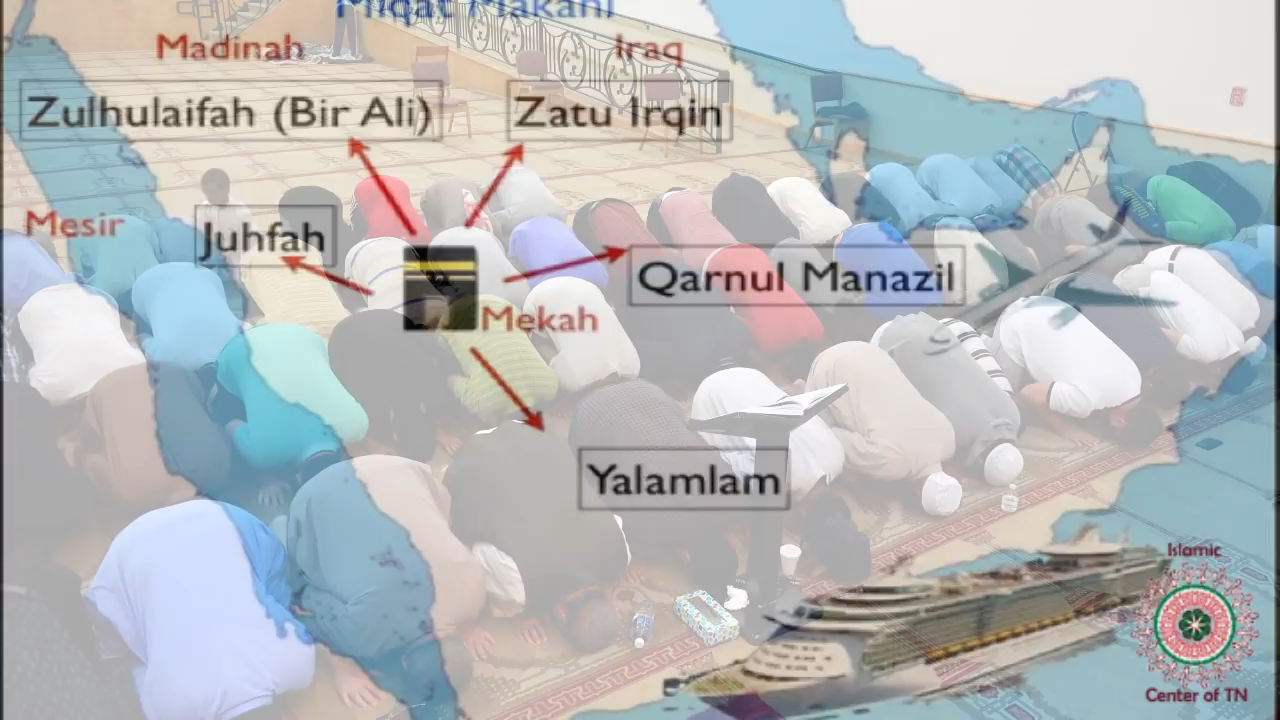 Miqat Makani
Madinah
Iraq
Zulhulaifah (Bir Ali)
Zatu Irqin
Mesir
Juhfah
Qarnul Manazil
Mekah
Yalamlam
Islamic
Center of TN